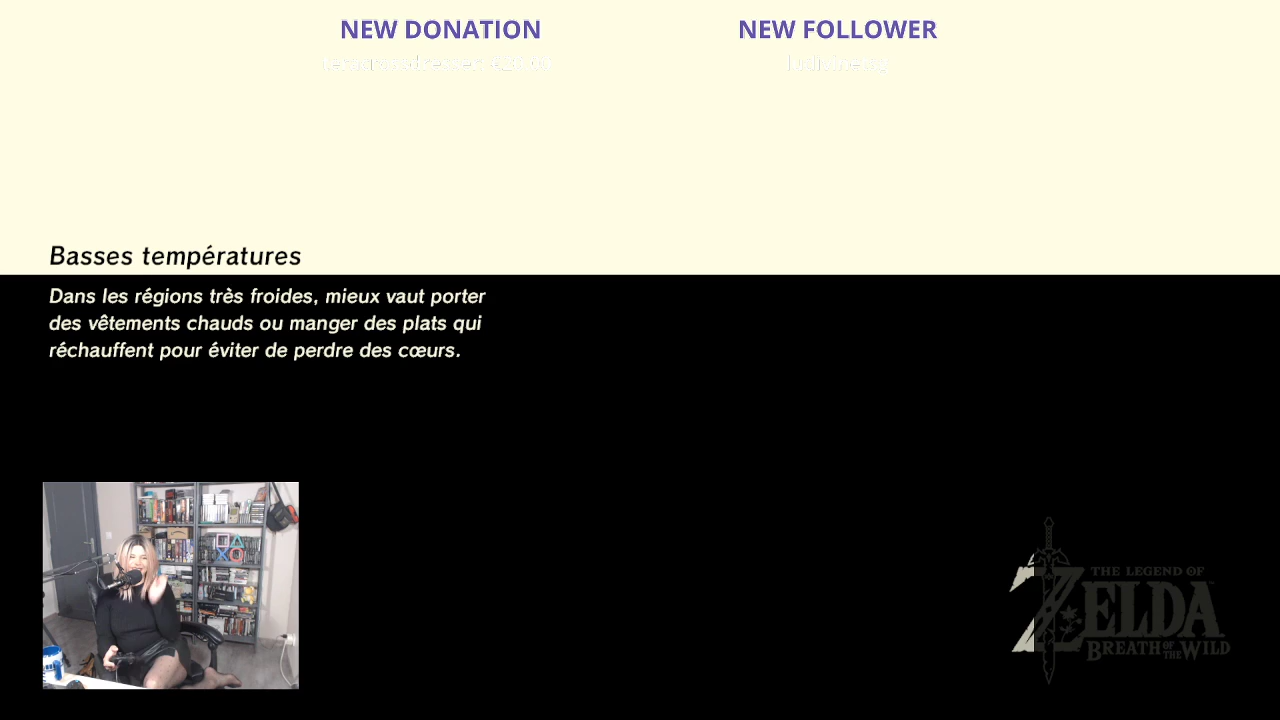 NEW DONATION
NEW FOLLOWER
Basses températures
Dans les régions très froides, mieux vaut porter
des vêtements chauds ou manger des plats qui
réchauffent pour éviter de perdre des cœurs.
THE LEGEND OF
ZELDA
BREATH OF THE WILD